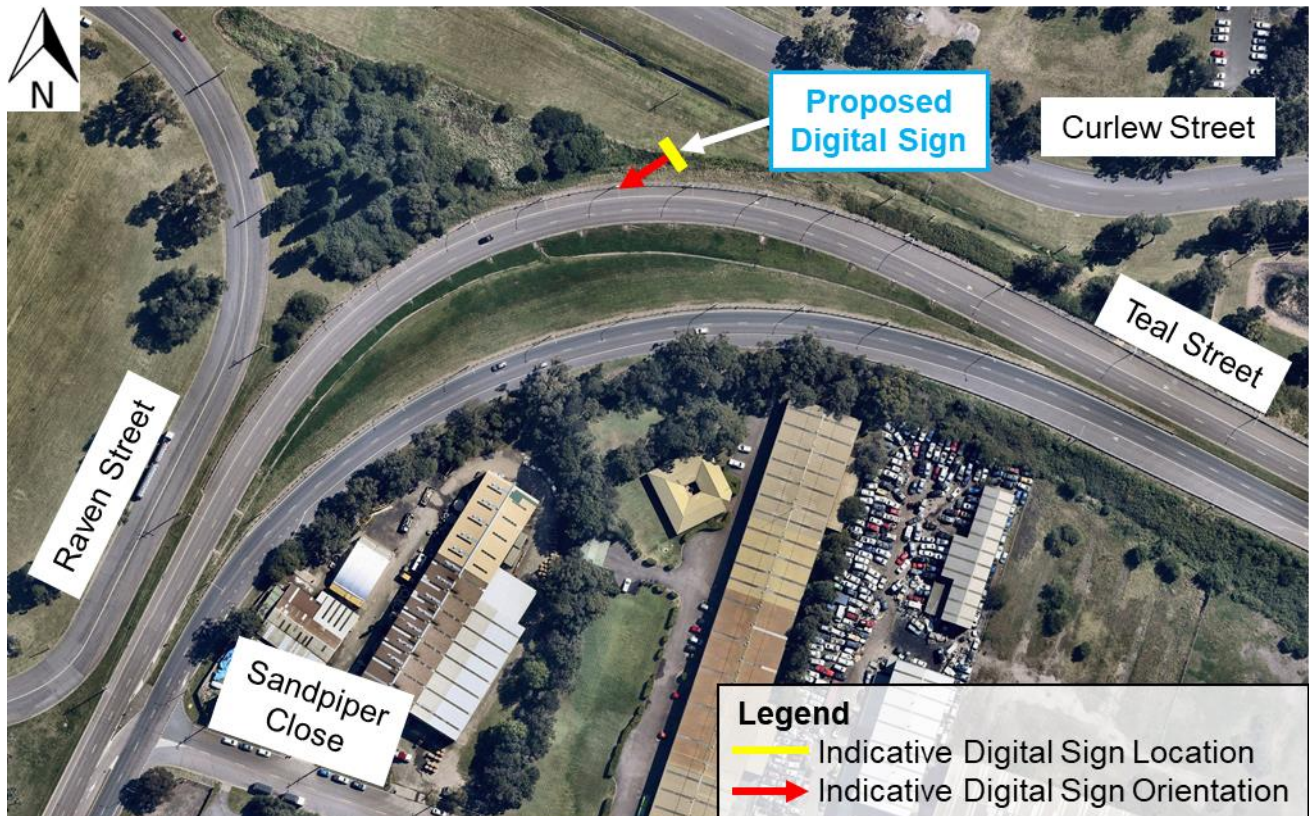 N
Proposed
Digital Sign
Curlew Street
Teal Street
Raven Street
Sandpiper
Close
Legend
Indicative Digital Sign Location
Indicative Digital Sign Orientation